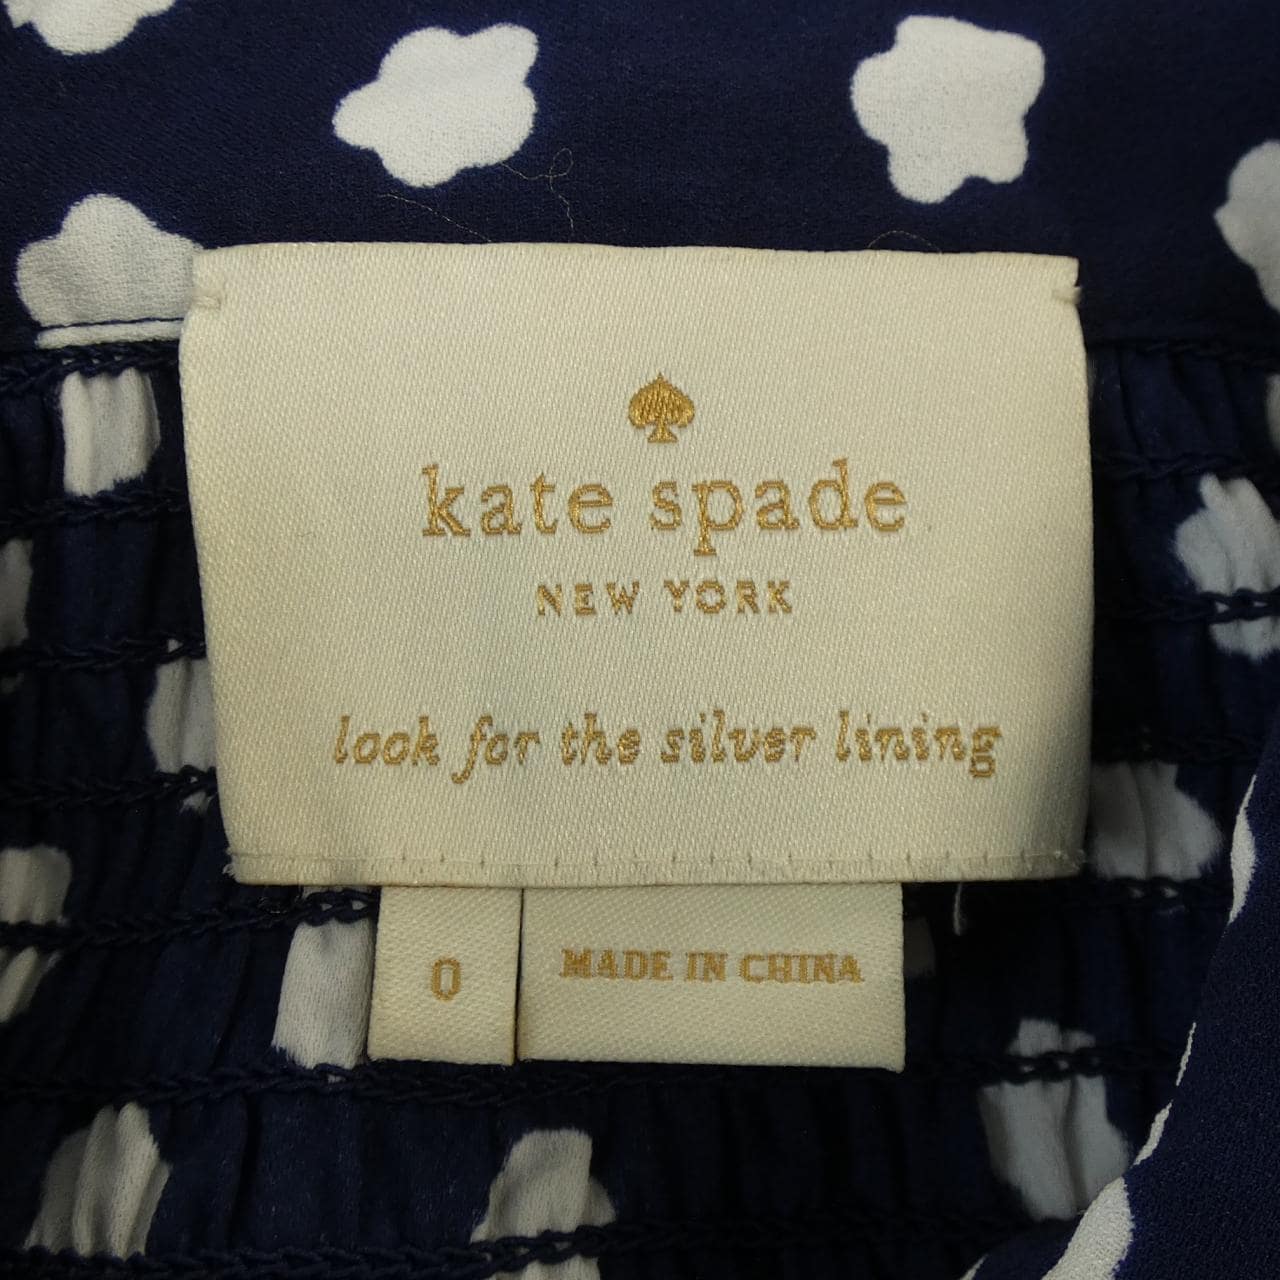 kate spade
NEW YORK
look for the silver lining
0
MADE IN CHINA